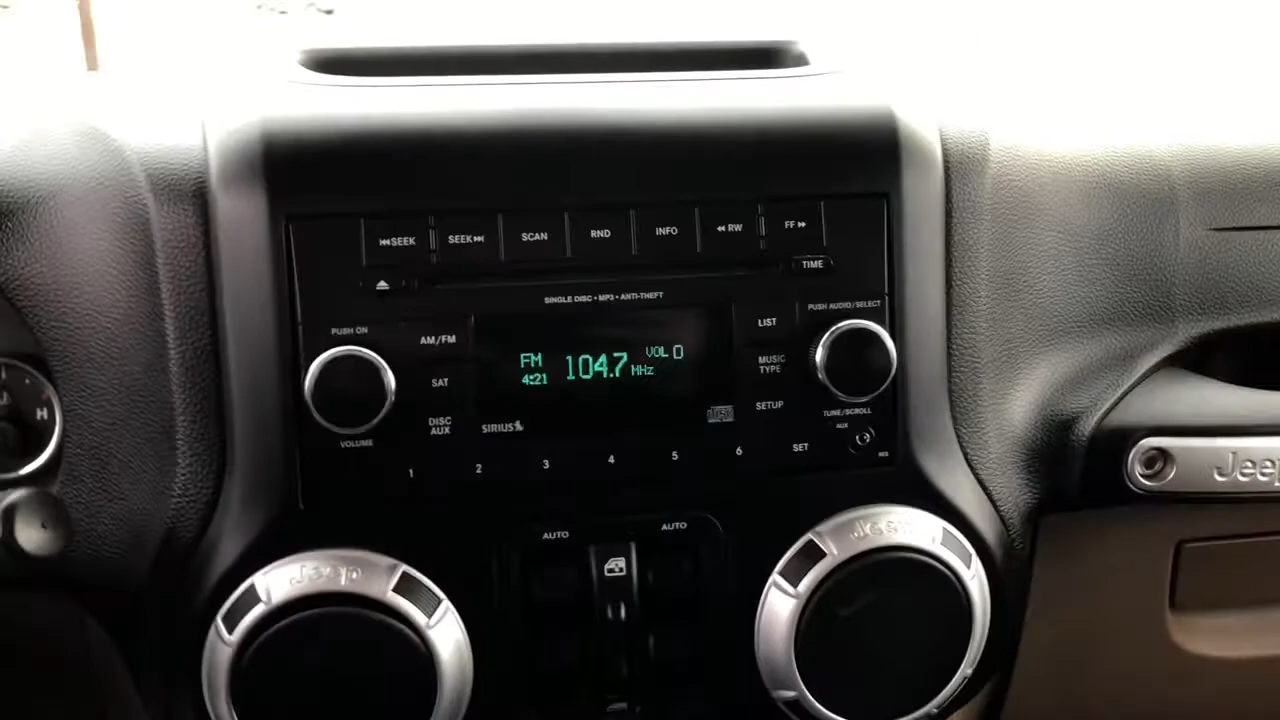 SEEK
SEEK
SCAN
RND
INFO
RW
FF
TIME
SINGLE DISC • MP3 • ANTI-THEFT
PUSH ON
PUSH AUDIO/SELECT
AM/FM
LIST
FM
104.7
MHz
VOL 0
4:21
SAT
MUSIC
TYPE
DISC
AUX
SIRIUS
SETUP
VOLUME
TUNE/SCROLL
AUX
1
2
3
4
5
6
SET
AUTO
AUTO
Jeep
Jeep
Jeep
H